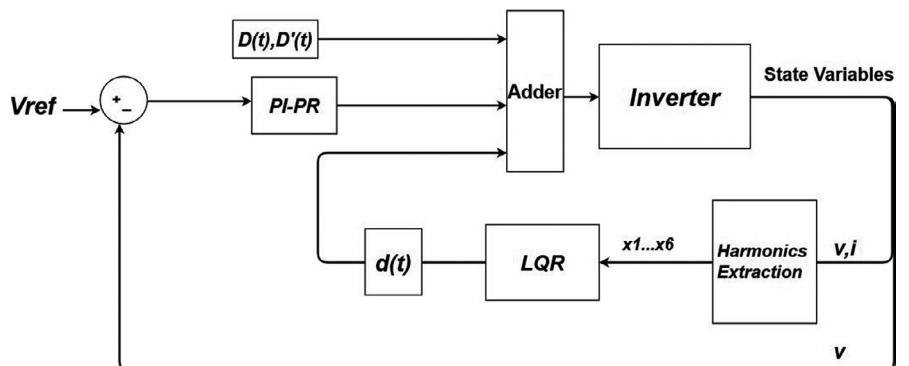 D(t),D'(t)
Vref
+
−
PI-PR
Adder
Inverter
State Variables
x1...x6
d(t)
LQR
Harmonics
Extraction
v,i
v